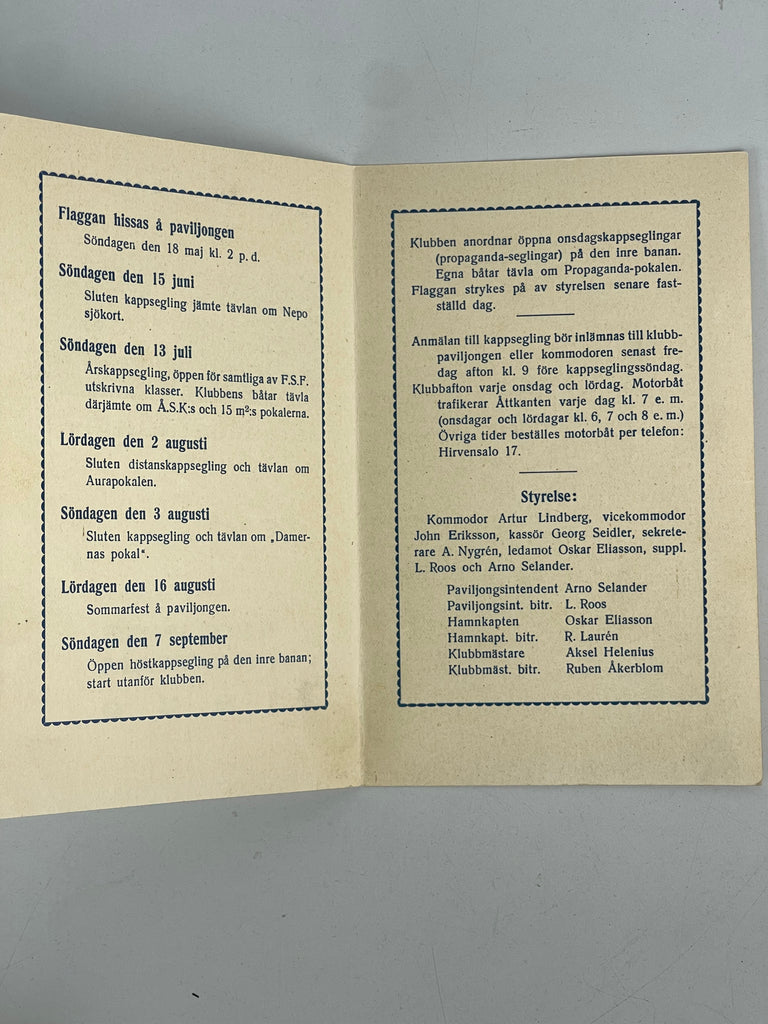 Flaggan hissas å paviljongen
Söndagen den 18 maj kl. 2 p. d.
Söndagen den 15 juni
Sluten kappsegling jämte tävlan om Nepo
sjökort.
Söndagen den 13 juli
Årskappsegling, öppen för samtliga av F.S.F.
utskrivna klasser. Klubbens båtar tävla
därjämte om Å.S.K:s och 15 m²:s pokalerna.
Lördagen den 2 augusti
Sluten distanskappsegling och tävlan om
Aurapokalen.
Söndagen den 3 augusti
Sluten kappsegling och tävlan om „Damer-
nas pokal“.
Lördagen den 16 augusti
Sommarfest å paviljongen.
Söndagen den 7 september
Öppen höstkappsegling på den inre banan;
start utanför klubben.
Klubben anordnar öppna onsdagskappseglingar
(propaganda-seglingar) på den inre banan.
Egna båtar tävla om Propaganda-pokalen.
Flaggan strykes på av styrelsen senare fast-
ställd dag.
Anmälan till kappsegling bör inlämnas till klubb-
paviljongen eller kommodoren senast fre-
dag afton kl. 9 före kappseglingssöndag.
Klubbafton varje onsdag och lördag. Motorbåt
trafikerar Åttkanten varje dag kl. 7 e. m.
(onsdagar och lördagar kl. 6, 7 och 8 e. m.)
Övriga tider beställes motorbåt per telefon:
Hirvensalo 17.
Styrelse:
Kommodor Artur Lindberg, vicekommodor
John Eriksson, kassör Georg Seidler, sekrete-
rare A. Nygrén, ledamot Oskar Eliasson, suppl.
L. Roos och Arno Selander.
Paviljongsintendent Arno Selander
Paviljongsint. bitr. L. Roos
Hamnkapten Oskar Eliasson
Hamnkapt. bitr. R. Laurén
Klubbmästare Aksel Helenius
Klubbmäst. bitr. Ruben Åkerblom